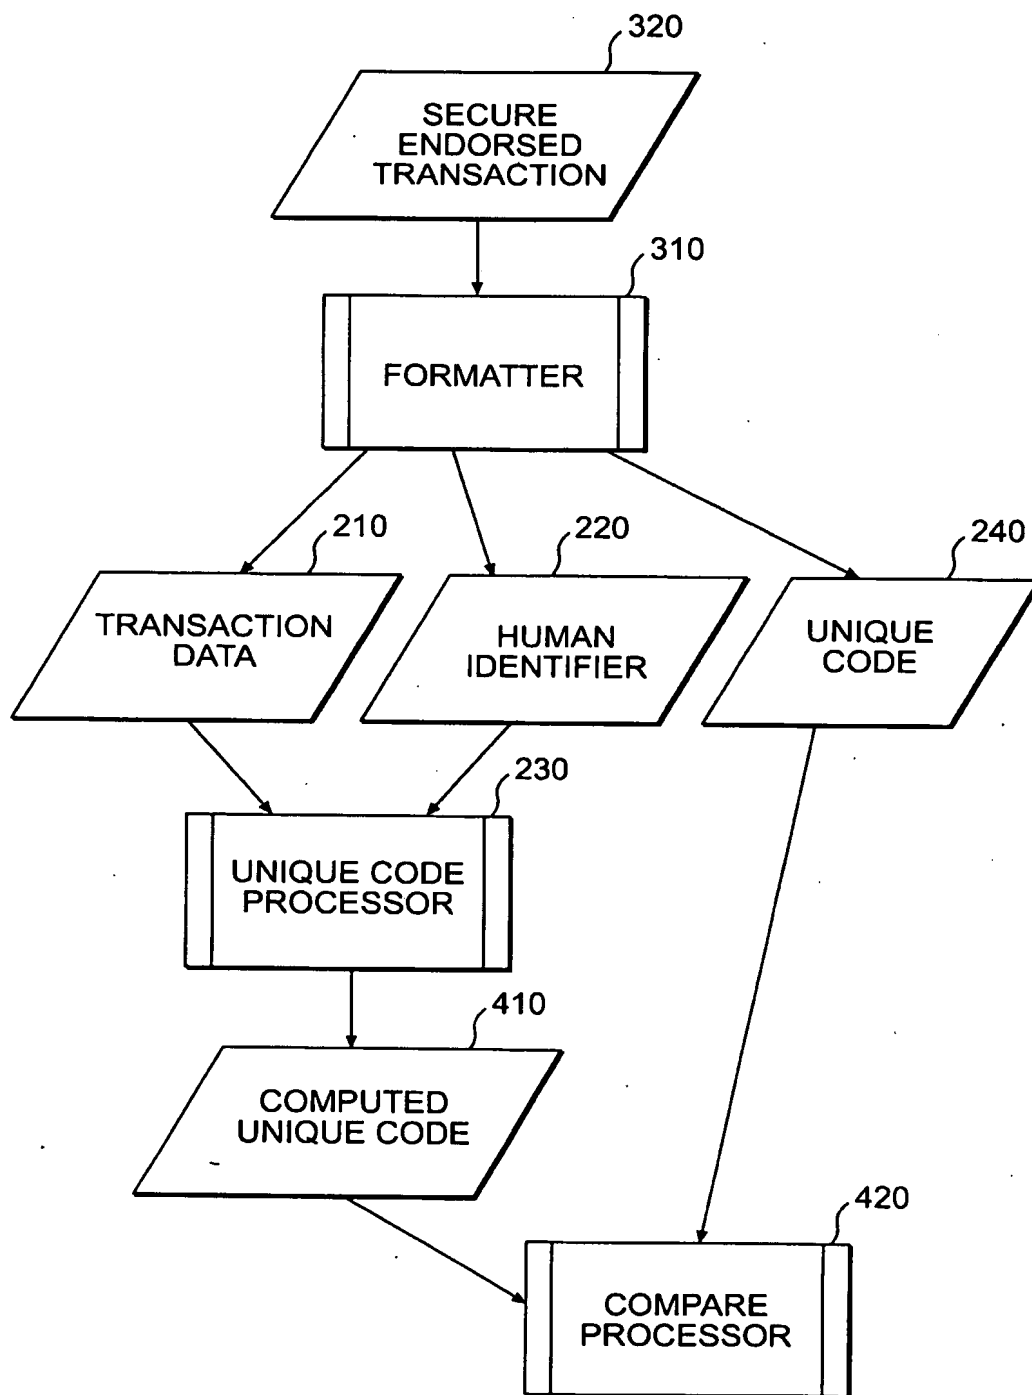 320
SECURE
ENDORSED
TRANSACTION
310
FORMATTER
210
220
240
TRANSACTION
DATA
HUMAN
IDENTIFIER
UNIQUE
CODE
230
UNIQUE CODE
PROCESSOR
410
COMPUTED
UNIQUE CODE
420
COMPARE
PROCESSOR